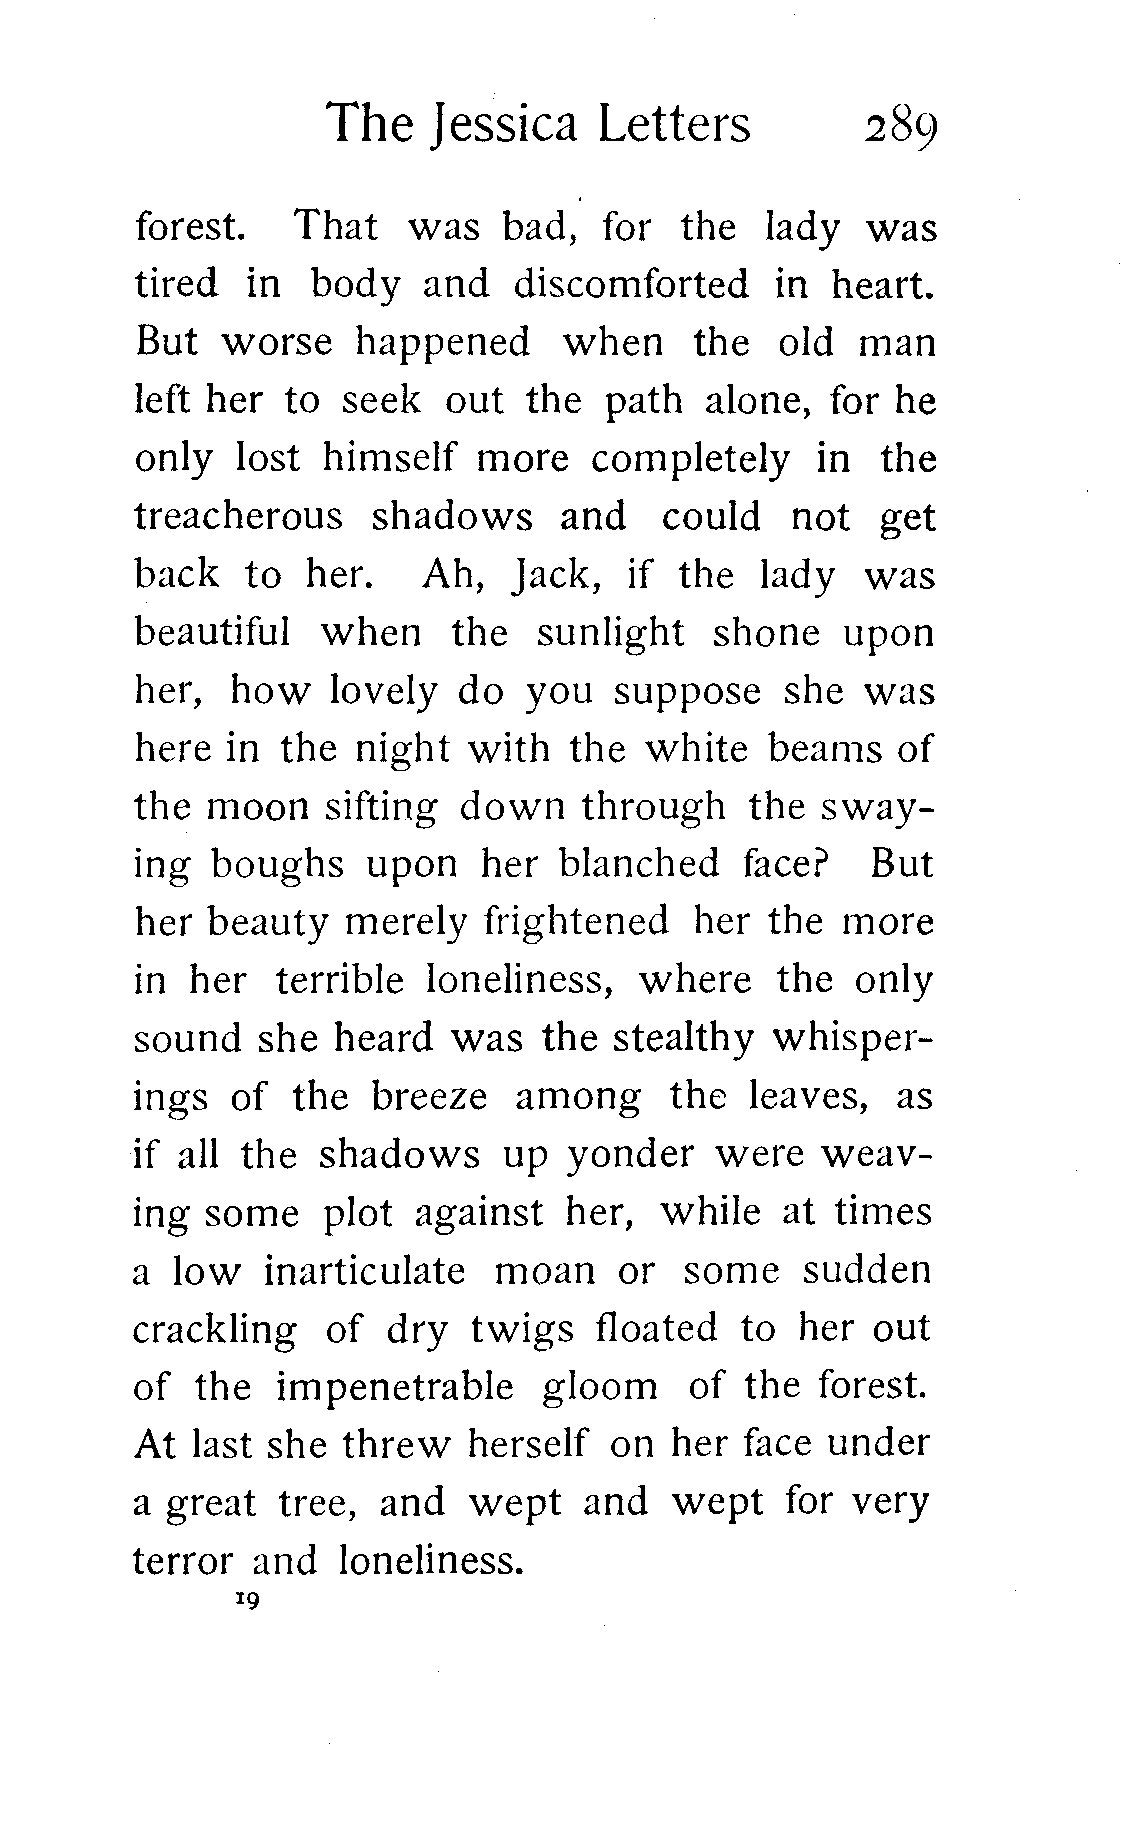 The Jessica Letters 289
forest. That was bad, for the lady was
tired in body and discomforted in heart.
But worse happened when the old man
left her to seek out the path alone, for he
only lost himself more completely in the
treacherous shadows and could not get
back to her. Ah, Jack, if the lady was
beautiful when the sunlight shone upon
her, how lovely do you suppose she was
here in the night with the white beams of
the moon sifting down through the sway-
ing boughs upon her blanched face? But
her beauty merely frightened her the more
in her terrible loneliness, where the only
sound she heard was the stealthy whisper-
ings of the breeze among the leaves, as
if all the shadows up yonder were weav-
ing some plot against her, while at times
a low inarticulate moan or some sudden
crackling of dry twigs floated to her out
of the impenetrable gloom of the forest.
At last she threw herself on her face under
a great tree, and wept and wept for very
terror and loneliness.
19